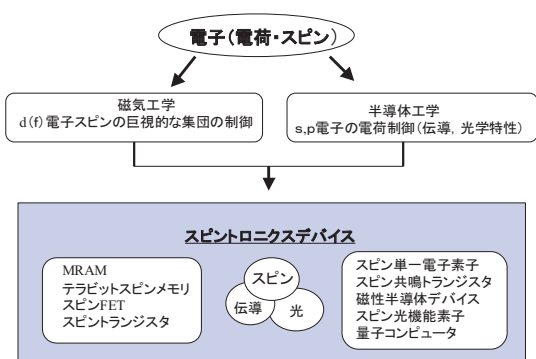 電子(電荷・スピン)
磁気工学
d(f)電子スピンの巨視的な集団の制御
半導体工学
s,p電子の電荷制御(伝導, 光学特性)
スピントロニクスデバイス
MRAM
テラビットスピンメモリ
スピンFET
スピントランジスタ
スピン
伝導
光
スピン単一電子素子
スピン共鳴トランジスタ
磁性半導体デバイス
スピン光機能素子
量子コンピュータ